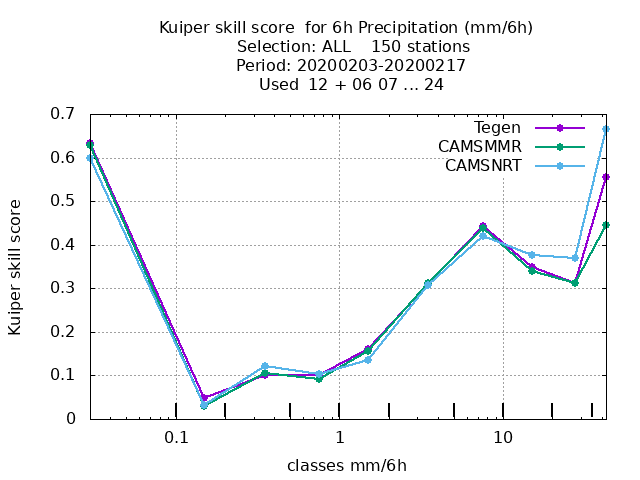 Kuiper skill score  for 6h Precipitation (mm/6h)
Selection: ALL    150 stations
Period: 20200203-20200217
Used  12 + 06 07 ... 24
Tegen
CAMSMMR
CAMSNRT
0.7
0.6
0.5
0.4
0.3
0.2
0.1
0
Kuiper skill score
0.1
1
10
classes mm/6h